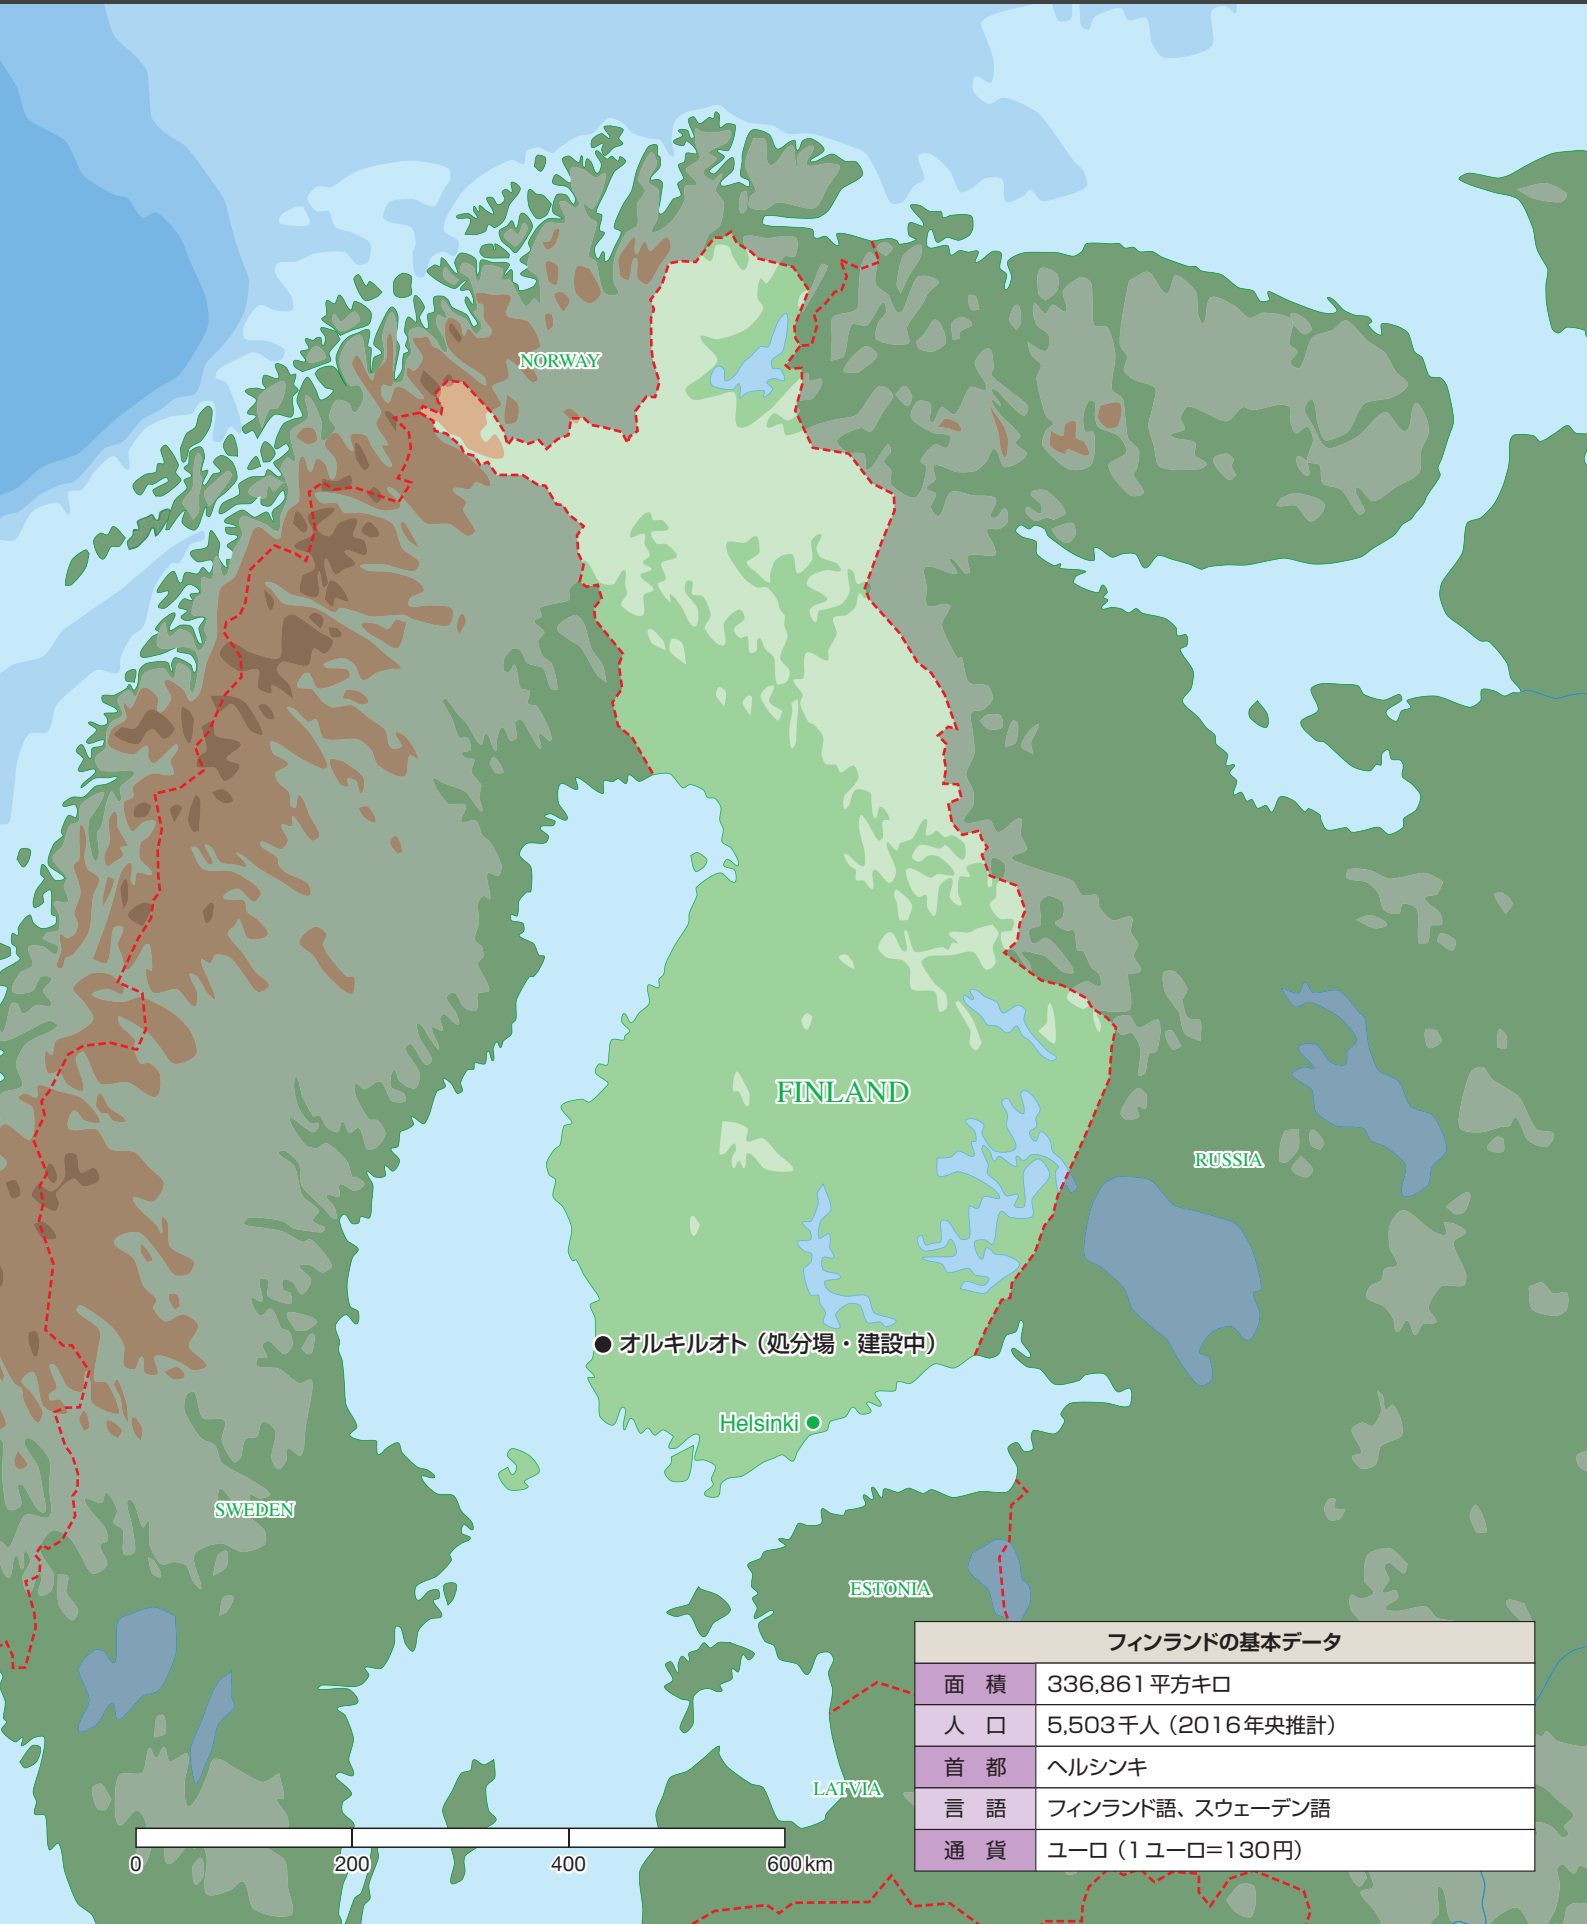 NORWAY
FINLAND
RUSSIA
オルキルオト（処分場・建設中）
Helsinki
SWEDEN
ESTONIA
LATVIA
フィンランドの基本データ
面　積 336,861平方キロ
人　口 5,503千人（2016年央推計）
首　都 ヘルシンキ
言　語 フィンランド語、スウェーデン語
通　貨 ユーロ（1ユーロ=130円）
0 200 400 600km